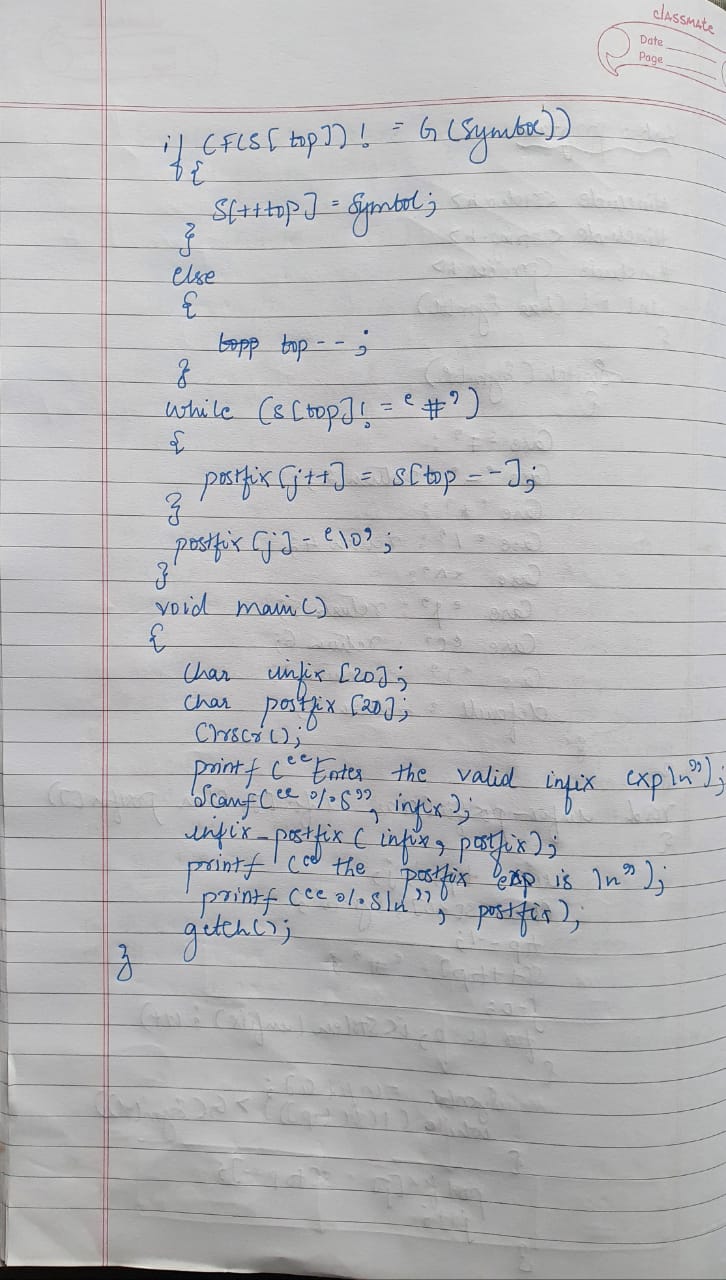 classmate
Date
Page
if (F(S[top]) != G(Symbol))
{
S[++top] = Symbol;
}
else
{
topp top--;
}
while (s[top] != '#')
{
postfix[j++] = s[top--];
}
postfix[j] - '\0';
}
void main()
{
Char infix [20];
Char postfix [20];
Clrscr();
printf ("Enter the valid infix exp\n");
Scanf("%s", infix);
infix_postfix (infix, postfix);
printf ("the postfix exp is \n");
printf ("%s\n", postfix);
getch();
}